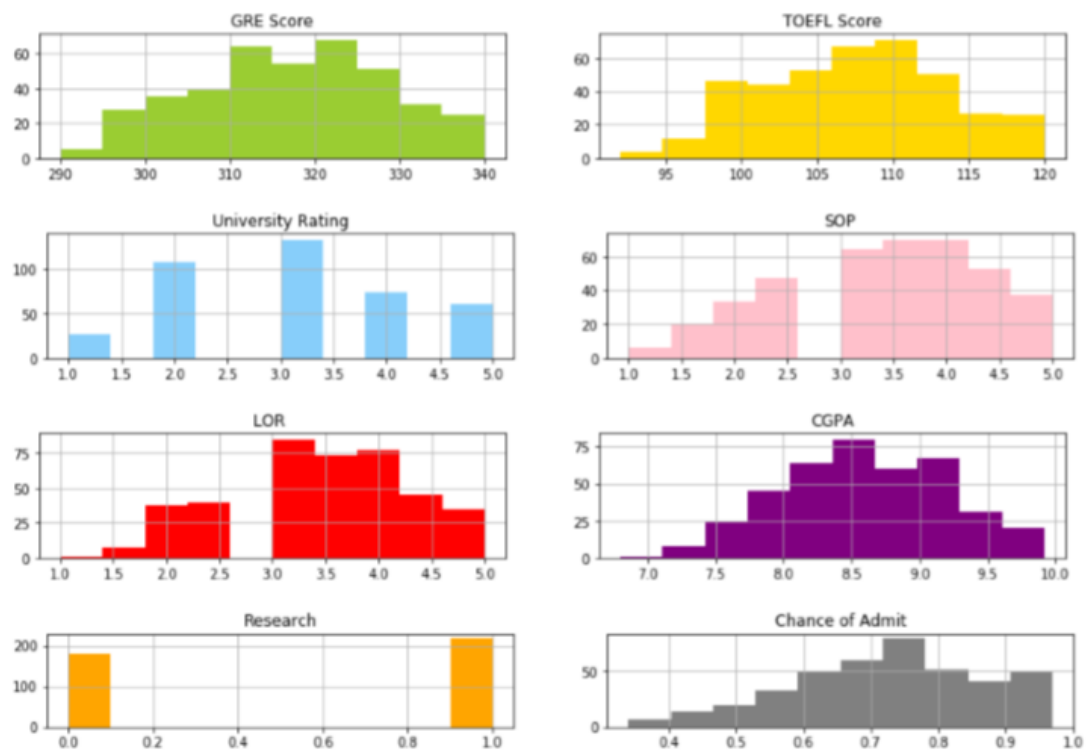 GRE Score
60
40
20
0
290 300 310 320 330 340
TOEFL Score
60
40
20
0
95 100 105 110 115 120
University Rating
100
50
0
1.0 1.5 2.0 2.5 3.0 3.5 4.0 4.5 5.0
SOP
60
40
20
0
1.0 1.5 2.0 2.5 3.0 3.5 4.0 4.5 5.0
LOR
75
50
25
0
1.0 1.5 2.0 2.5 3.0 3.5 4.0 4.5 5.0
CGPA
75
50
25
0
7.0 7.5 8.0 8.5 9.0 9.5 10.0
Research
200
100
0
0.0 0.2 0.4 0.6 0.8 1.0
Chance of Admit
50
0
0.4 0.5 0.6 0.7 0.8 0.9 1.0